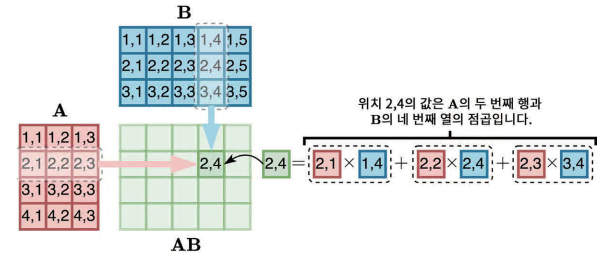 B
1,1 1,2 1,3 1,4 1,5
2,1 2,2 2,3 2,4 2,5
3,1 3,2 3,3 3,4 3,5
위치 2,4의 값은 A의 두 번째 행과
B의 네 번째 열의 점곱입니다.
A
1,1 1,2 1,3
2,1 2,2 2,3
3,1 3,2 3,3
4,1 4,2 4,3
2,4
2,4 = 2,1 × 1,4 + 2,2 × 2,4 + 2,3 × 3,4
AB